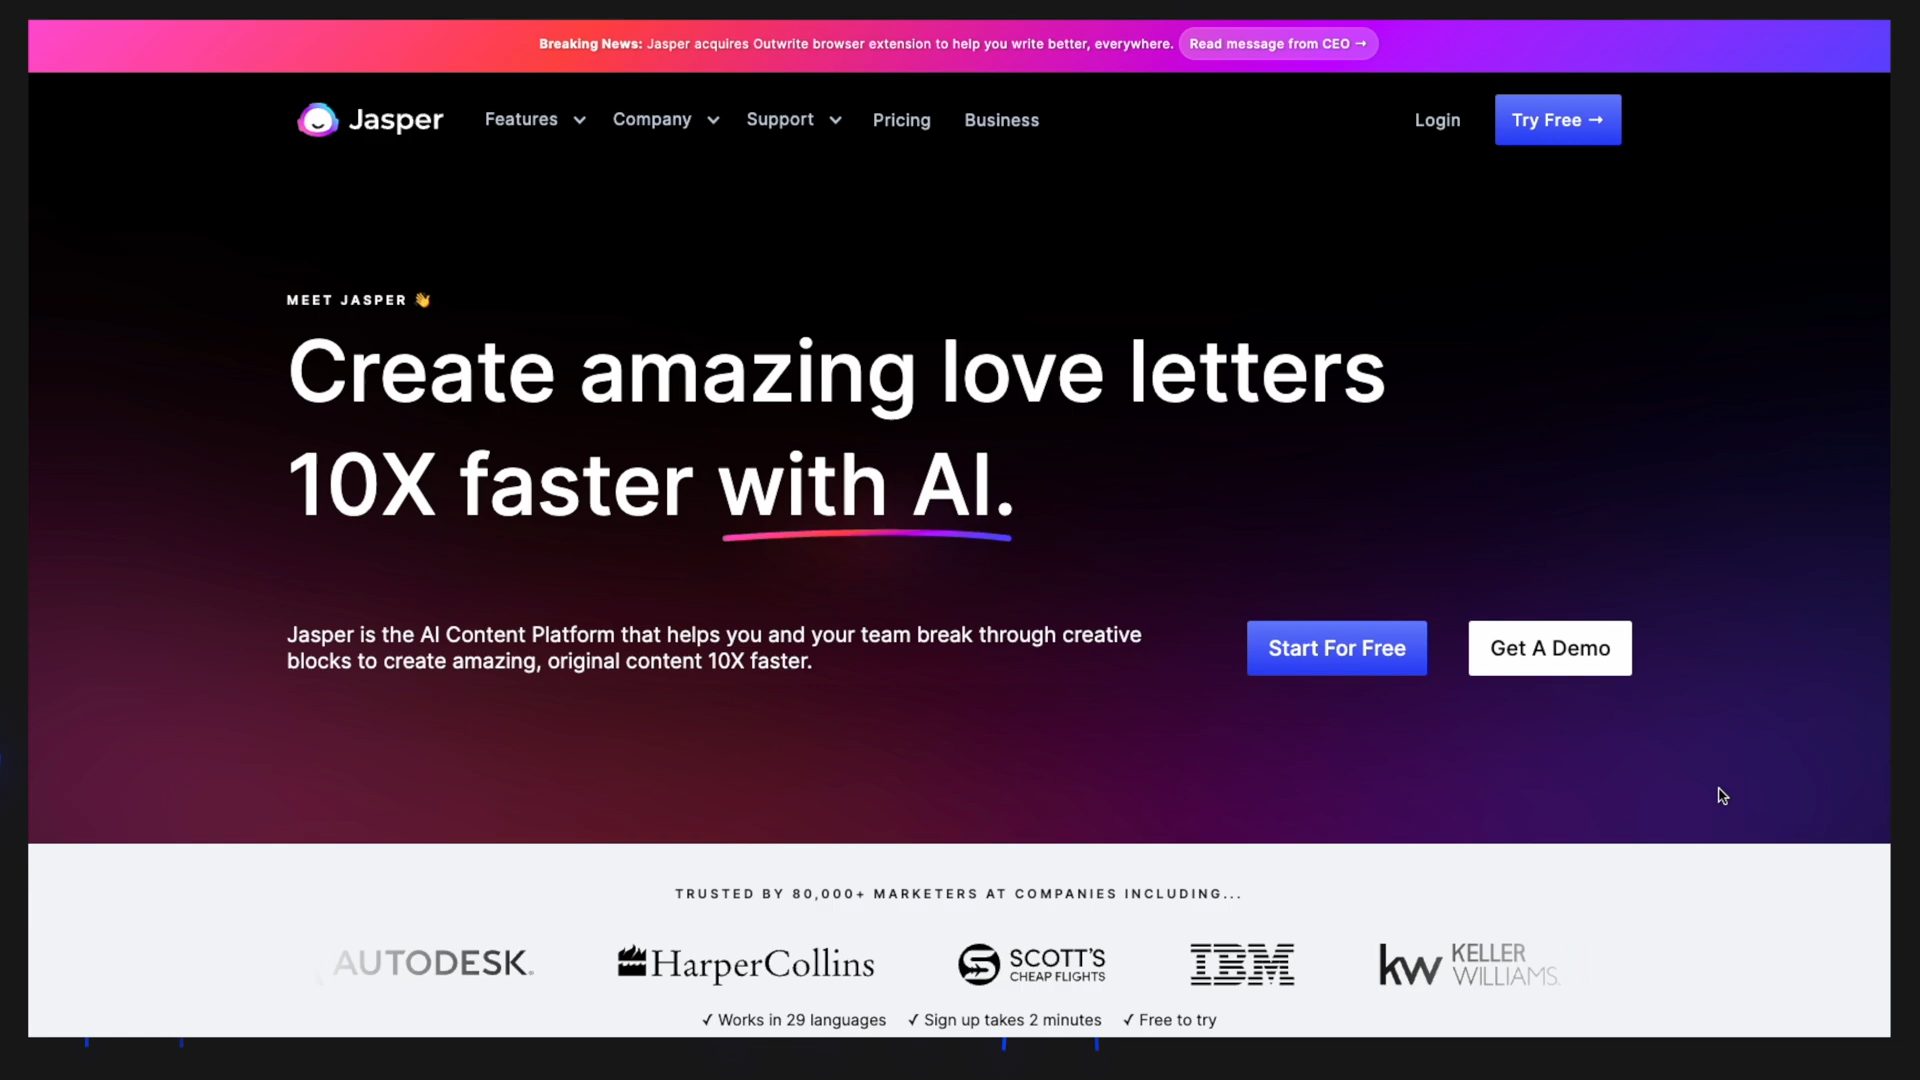 Breaking News: Jasper acquires Outwrite browser extension to help you write better, everywhere. Read message from CEO →
Jasper Features Company Support Pricing Business Login Try Free →
MEET JASPER 👋
Create amazing love letters
10X faster with AI.
Jasper is the AI Content Platform that helps you and your team break through creative
blocks to create amazing, original content 10X faster.
Start For Free Get A Demo
TRUSTED BY 80,000+ MARKETERS AT COMPANIES INCLUDING...
AUTODESK.
HarperCollins
SCOTT'S
CHEAP FLIGHTS
IBM
kw KELLER
WILLIAMS.
✓ Works in 29 languages ✓ Sign up takes 2 minutes ✓ Free to try